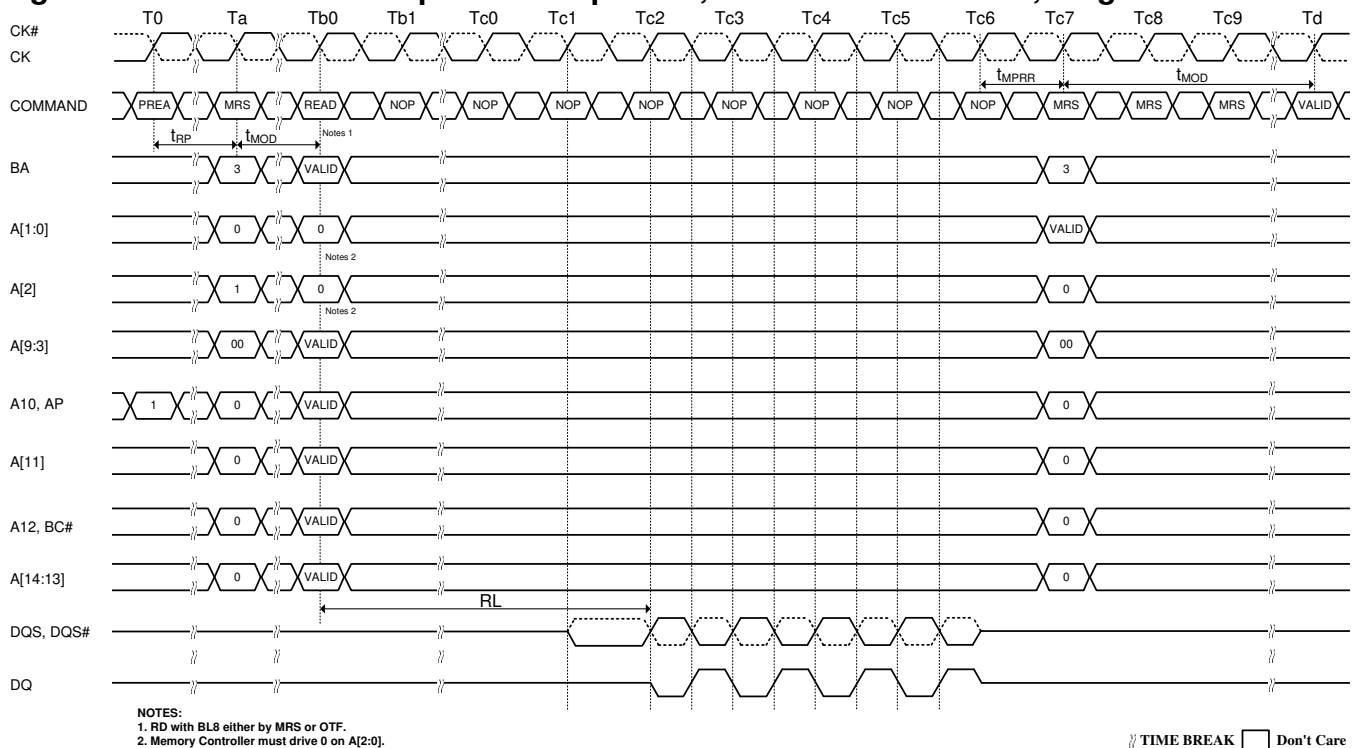 T0 Ta Tb0 Tb1 Tc0 Tc1 Tc2 Tc3 Tc4 Tc5 Tc6 Tc7 Tc8 Tc9 Td
CK#
CK
tMPRR tMOD
COMMAND PREA MRS READ NOP NOP NOP NOP NOP NOP NOP NOP MRS MRS MRS VALID
tRP tMOD Notes 1
BA 3 VALID 3
A[1:0] 0 0 VALID
Notes 2
A[2] 1 0 0
Notes 2
A[9:3] 00 VALID 00
A10, AP 1 0 VALID 0
A[11] 0 VALID 0
A12, BC# 0 VALID 0
A[14:13] 0 VALID 0
RL
DQS, DQS#
DQ
NOTES:
1. RD with BL8 either by MRS or OTF.
2. Memory Controller must drive 0 on A[2:0].
TIME BREAK Don't Care